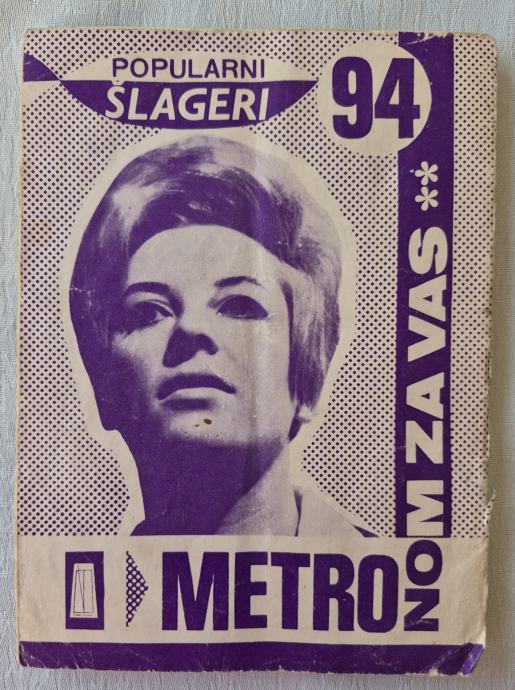 POPULARNI
ŠLAGERI
94
METRONOM ZA VAS **